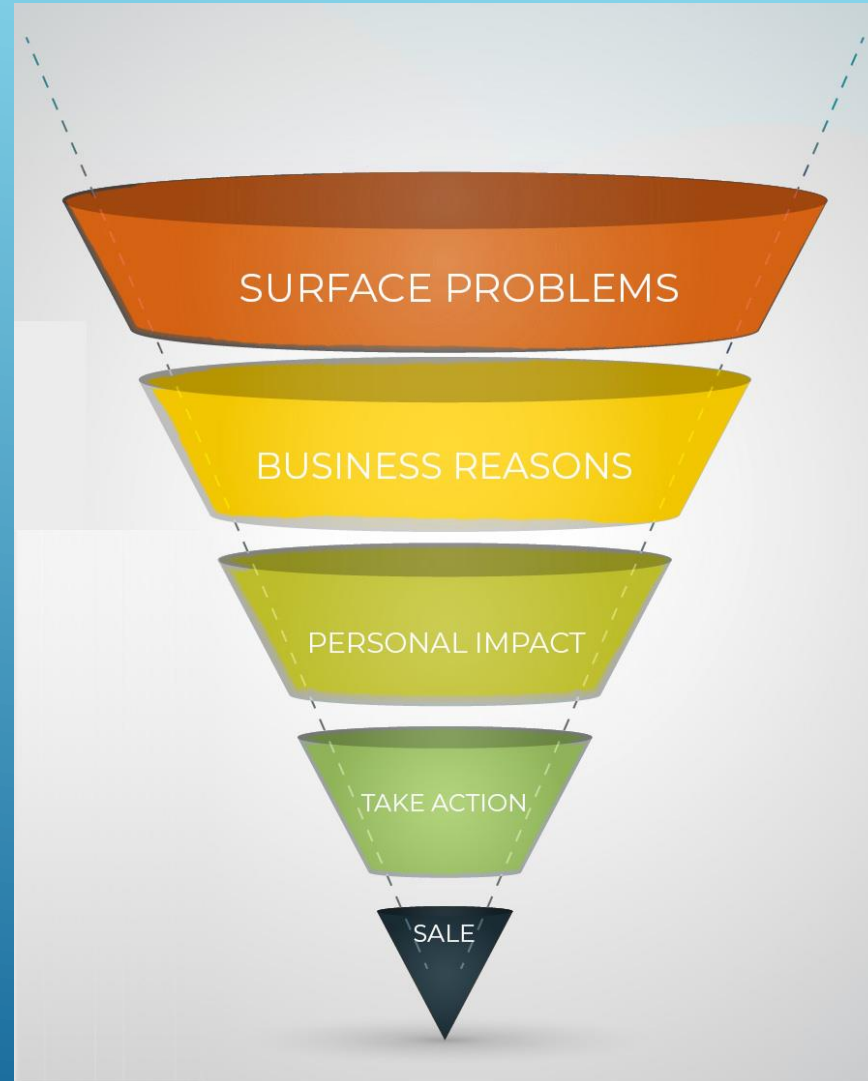 SURFACE PROBLEMS
BUSINESS REASONS
PERSONAL IMPACT
TAKE ACTION
SALE